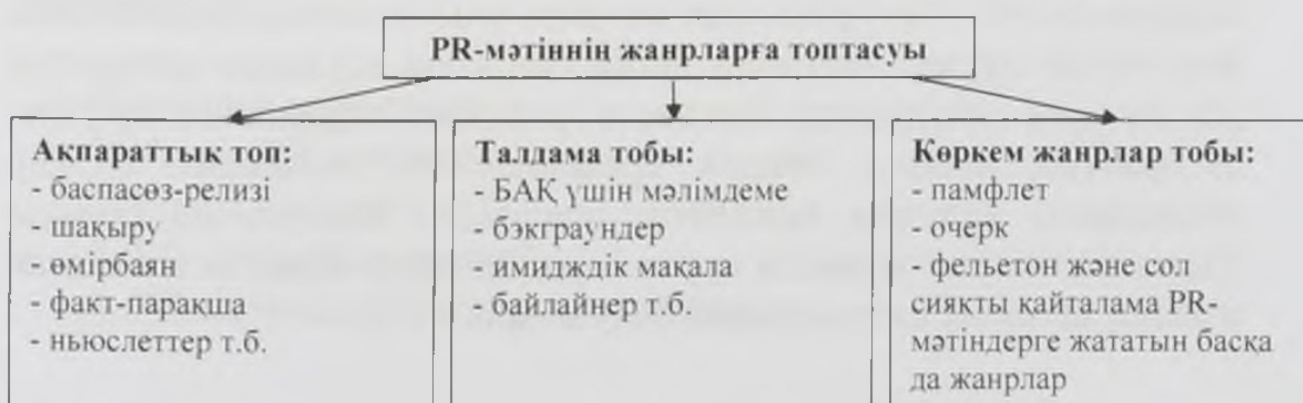 PR-мәтіннің жанрларға топтасуы
Ақпараттық топ:
- баспасөз-релизі
- шақыру
- өмірбаян
- факт-парақша
- ньюслеттер т.б.
Талдама тобы:
- БАҚ үшін мәлімдеме
- бэкграундер
- имидждік мақала
- байлайнер т.б.
Көркем жанрлар тобы:
- памфлет
- очерк
- фельетон және сол
сияқты қайталама PR-
мәтіндерге жататын басқа
да жанрлар